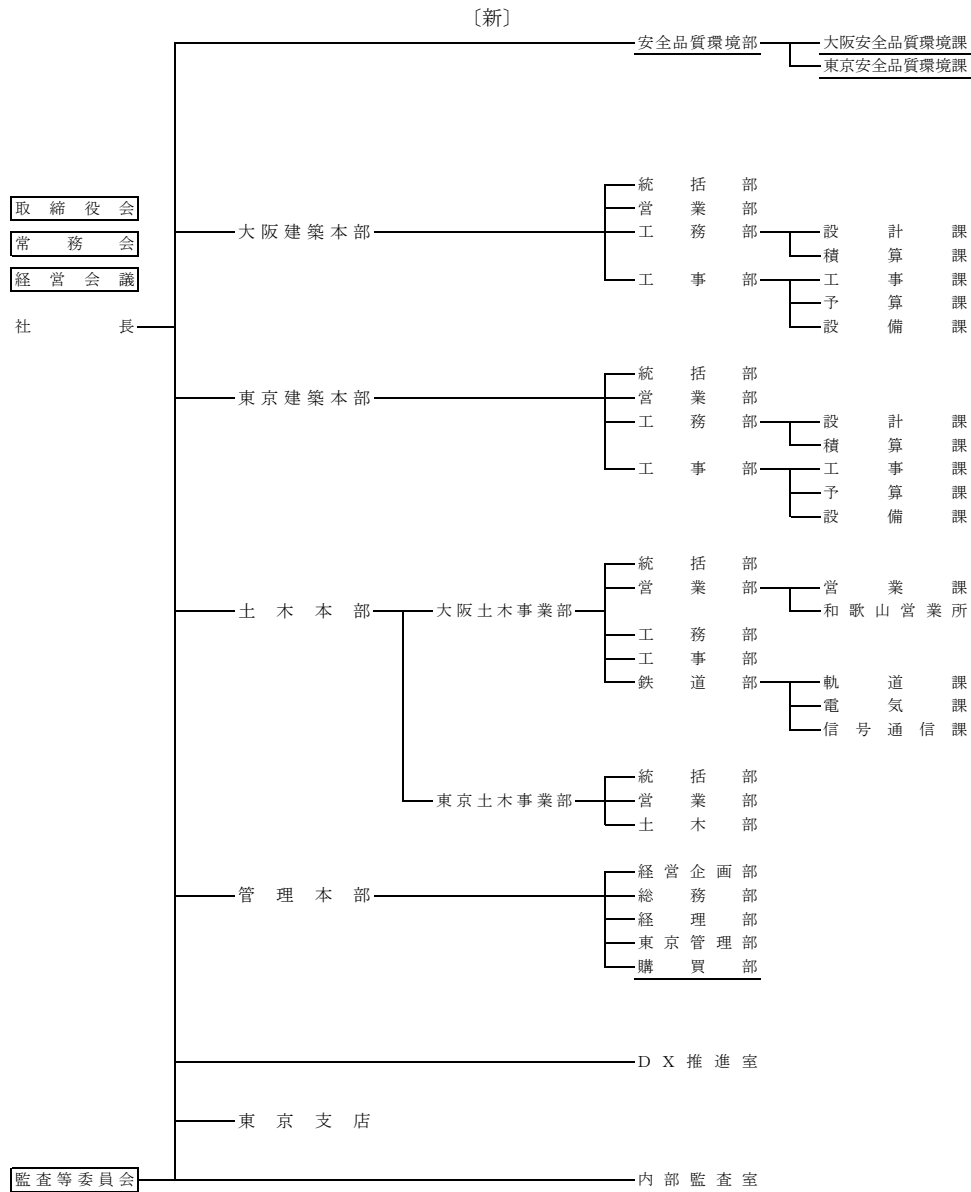 〔新〕
安全品質環境部 大阪安全品質環境課
東京安全品質環境課
統括部
取締役会
営業部
大阪建築本部 工務部 設計課
常務会
積算課
経営会議 工事部 工事課
予算課
社長 設備課
統括部
東京建築本部 営業部
工務部 設計課
積算課
工事部 工事課
予算課
設備課
統括部
営業部 営業課
土木本部 大阪土木事業部 和歌山営業所
工務部
工事部
鉄道部 軌道課
電気課
信号通信課
統括部
東京土木事業部 営業部
土木部
経営企画部
管理本部 総務部
経理部
東京管理部
購買部
DX推進室
東京支店
監査等委員会 内部監査室